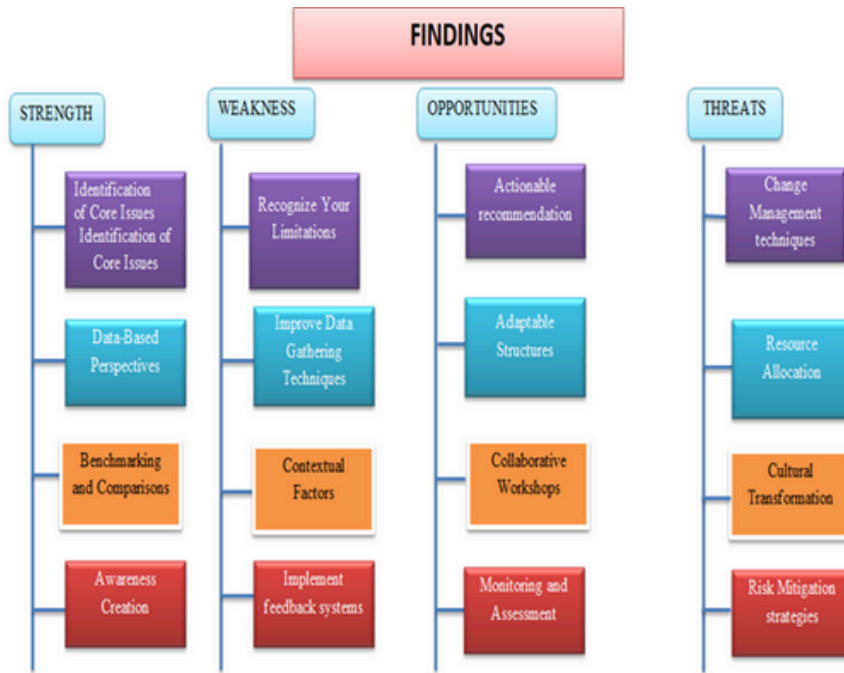 FINDINGS
STRENGTH
Identification
of Core Issues
Identification of
Core Issues
Data-Based
Perspectives
Benchmarking
and Comparisons
Awareness
Creation
WEAKNESS
Recognize Your
Limitations
Improve Data
Gathering
Techniques
Contextual
Factors
Implement
feedback systems
OPPORTUNITIES
Actionable
recommendation
Adaptable
Structures
Collaborative
Workshops
Monitoring and
Assessment
THREATS
Change
Management
techniques
Resource
Allocation
Cultural
Transformation
Risk Mitigation
strategies